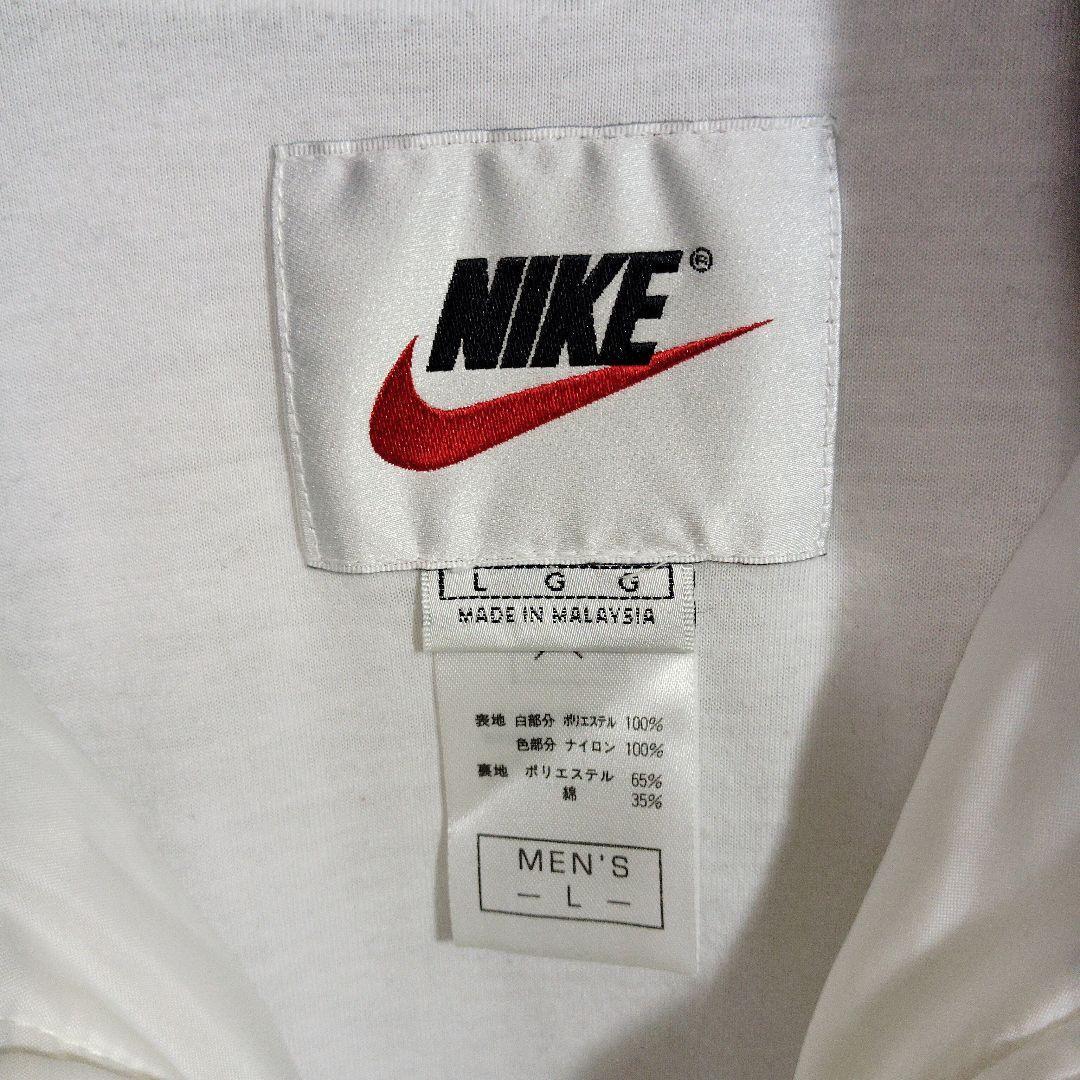 NIKE®
L G G
MADE IN MALAYSIA
表地 白部分 ポリエステル 100%
色部分 ナイロン 100%
裏地 ポリエステル 65%
綿 35%
MEN'S
— L —